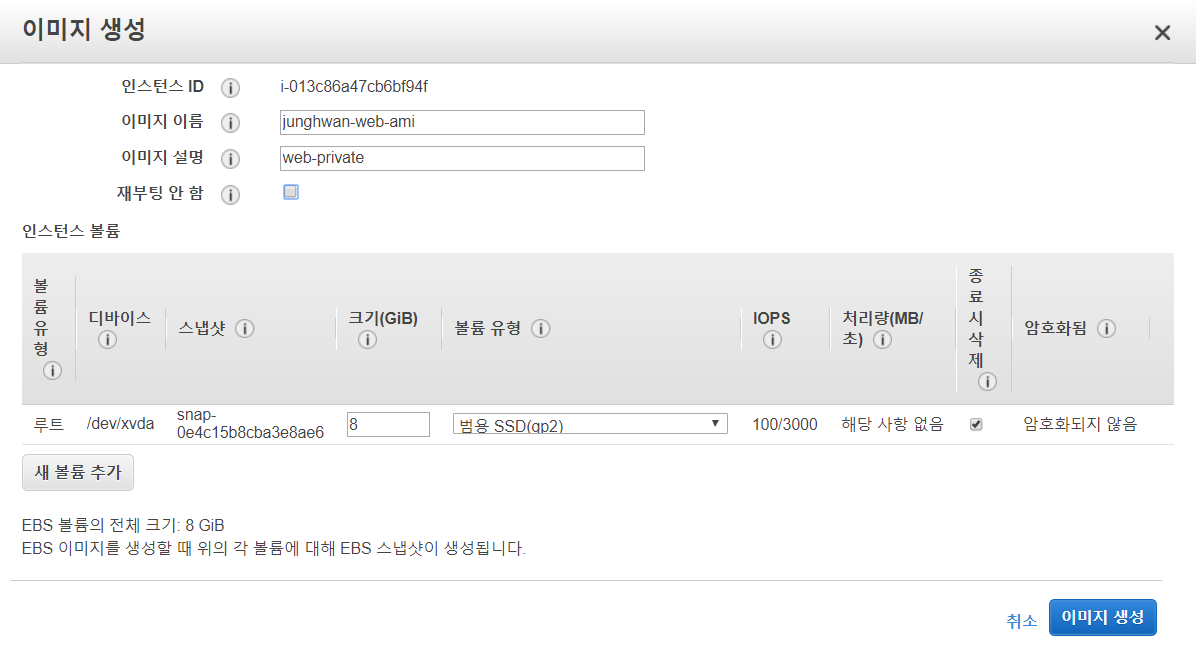 이미지 생성
인스턴스 ID i-013c86a47cb6bf94f
이미지 이름 junghwan-web-ami
이미지 설명 web-private
재부팅 안 함
인스턴스 볼륨
볼륨 유형
디바이스
스냅샷
크기(GiB)
볼륨 유형
IOPS
처리량(MB/
초)
종료 시 삭제
암호화됨
루트 /dev/xvda snap-
0e4c15b8cba3e8ae6 8 범용 SSD(gp2) 100/3000 해당 사항 없음 암호화되지 않음
새 볼륨 추가
EBS 볼륨의 전체 크기: 8 GiB
EBS 이미지를 생성할 때 위의 각 볼륨에 대해 EBS 스냅샷이 생성됩니다.
취소 이미지 생성